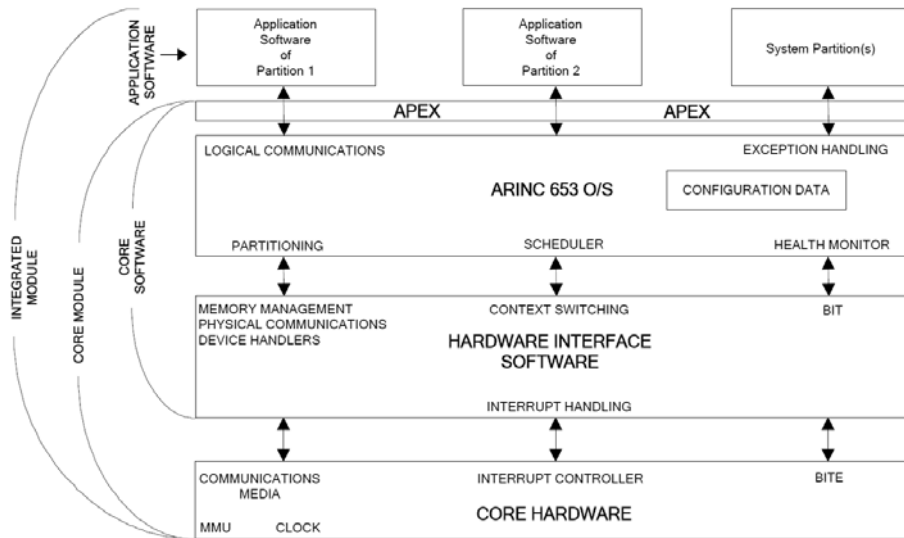 APPLICATION
SOFTWARE
Application
Software
of
Partition 1
Application
Software
of
Partition 2
System Partition(s)
APEX
APEX
INTEGRATED
MODULE
CORE MODULE
CORE
SOFTWARE
LOGICAL COMMUNICATIONS
EXCEPTION HANDLING
ARINC 653 O/S
CONFIGURATION DATA
PARTITIONING
SCHEDULER
HEALTH MONITOR
MEMORY MANAGEMENT
PHYSICAL COMMUNICATIONS
DEVICE HANDLERS
CONTEXT SWITCHING
BIT
HARDWARE INTERFACE
SOFTWARE
INTERRUPT HANDLING
COMMUNICATIONS
MEDIA
INTERRUPT CONTROLLER
BITE
MMU
CLOCK
CORE HARDWARE